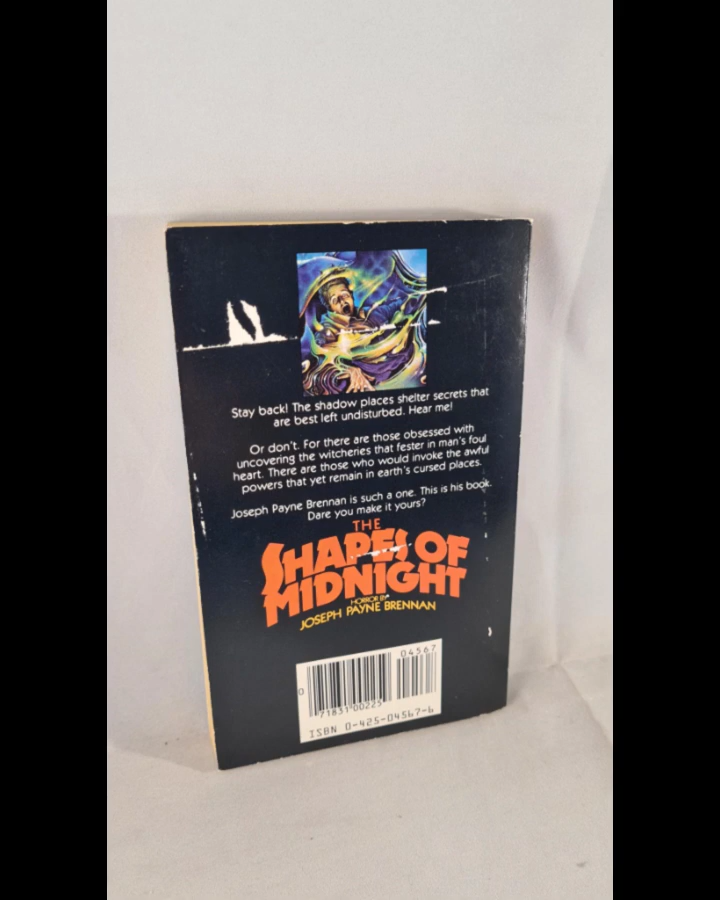 Stay back! The shadow places shelter secrets that
are best left undisturbed. Hear me!
Or don't. For there are those obsessed with
uncovering the witcheries that fester in man's foul
heart. There are those who would invoke the awful
powers that yet remain in earth's cursed places.
Joseph Payne Brennan is such a one. This is his book.
Dare you make it yours?
THE
SHAPES OF
MIDNIGHT
HORROR BY
JOSEPH PAYNE BRENNAN
04567
0 71831 00225
ISBN 0-425-04567-6